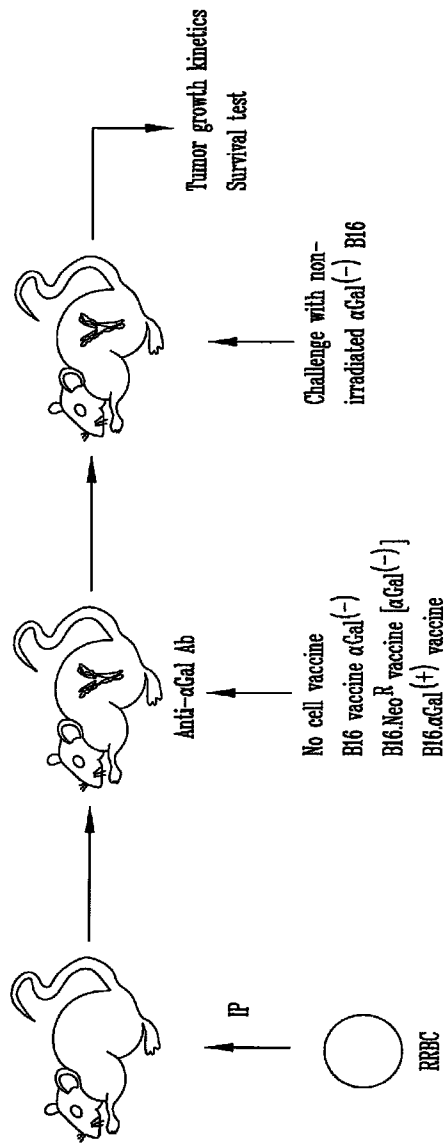 RRBC
IP
Anti-αGal Ab
No cell vaccine
B16 vaccine αGal(-)
B16.Neo^R vaccine [αGal(-)]
B16.αGal(+) vaccine
Challenge with non-
irradiated αGal(-) B16
Tumor growth kinetics
Survival test